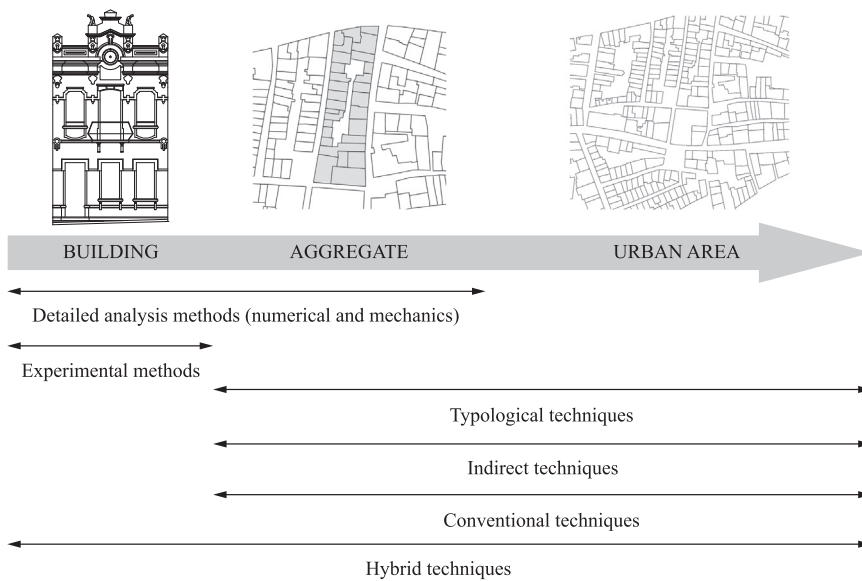 BUILDING
AGGREGATE
URBAN AREA
Detailed analysis methods (numerical and mechanics)
Experimental methods
Typological techniques
Indirect techniques
Conventional techniques
Hybrid techniques